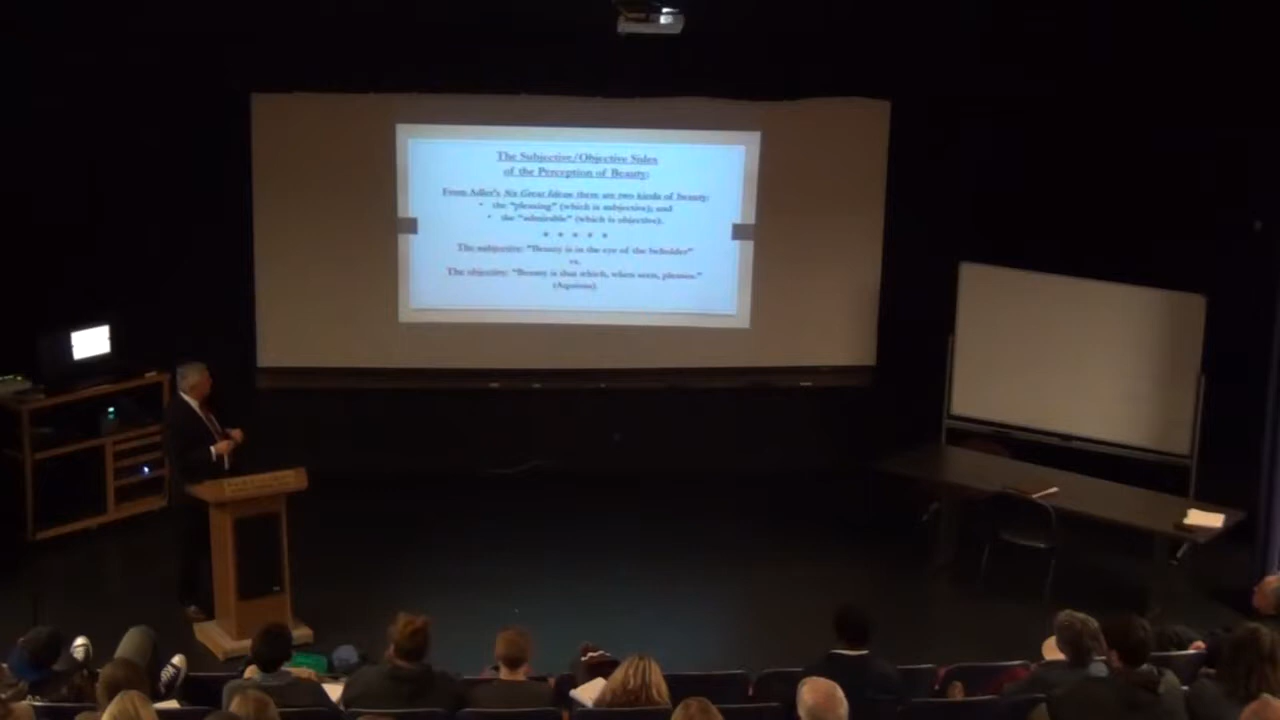 The Subjective/Objective Sides
of the Perception of Beauty:
From Adler's Six Great Ideas there are two kinds of beauty:
• the "pleasing" (which is subjective); and
• the "admirable" (which is objective).
* * * * *
The subjective: "Beauty is in the eye of the beholder"
vs.
The objective: "Beauty is that which, when seen, pleases."
(Aquinas).